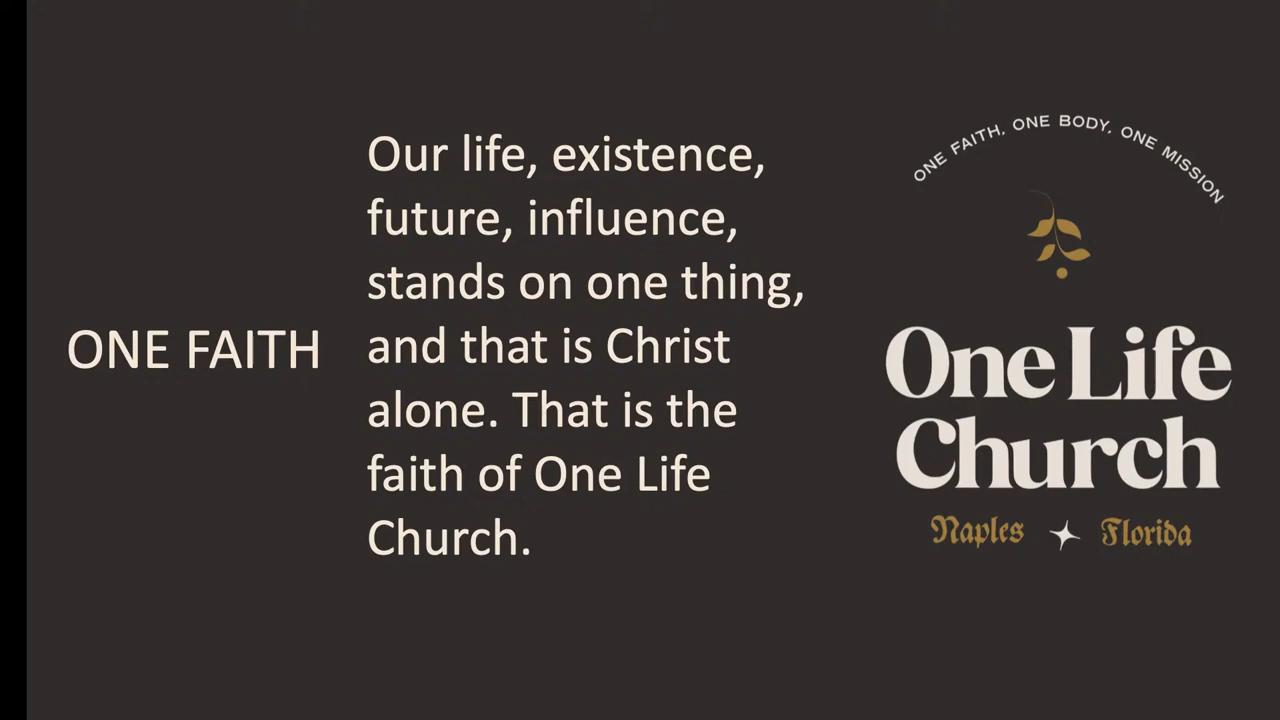 ONE FAITH
Our life, existence,
future, influence,
stands on one thing,
and that is Christ
alone. That is the
faith of One Life
Church.
ONE FAITH, ONE BODY, ONE MISSION
One Life
Church
Naples Florida